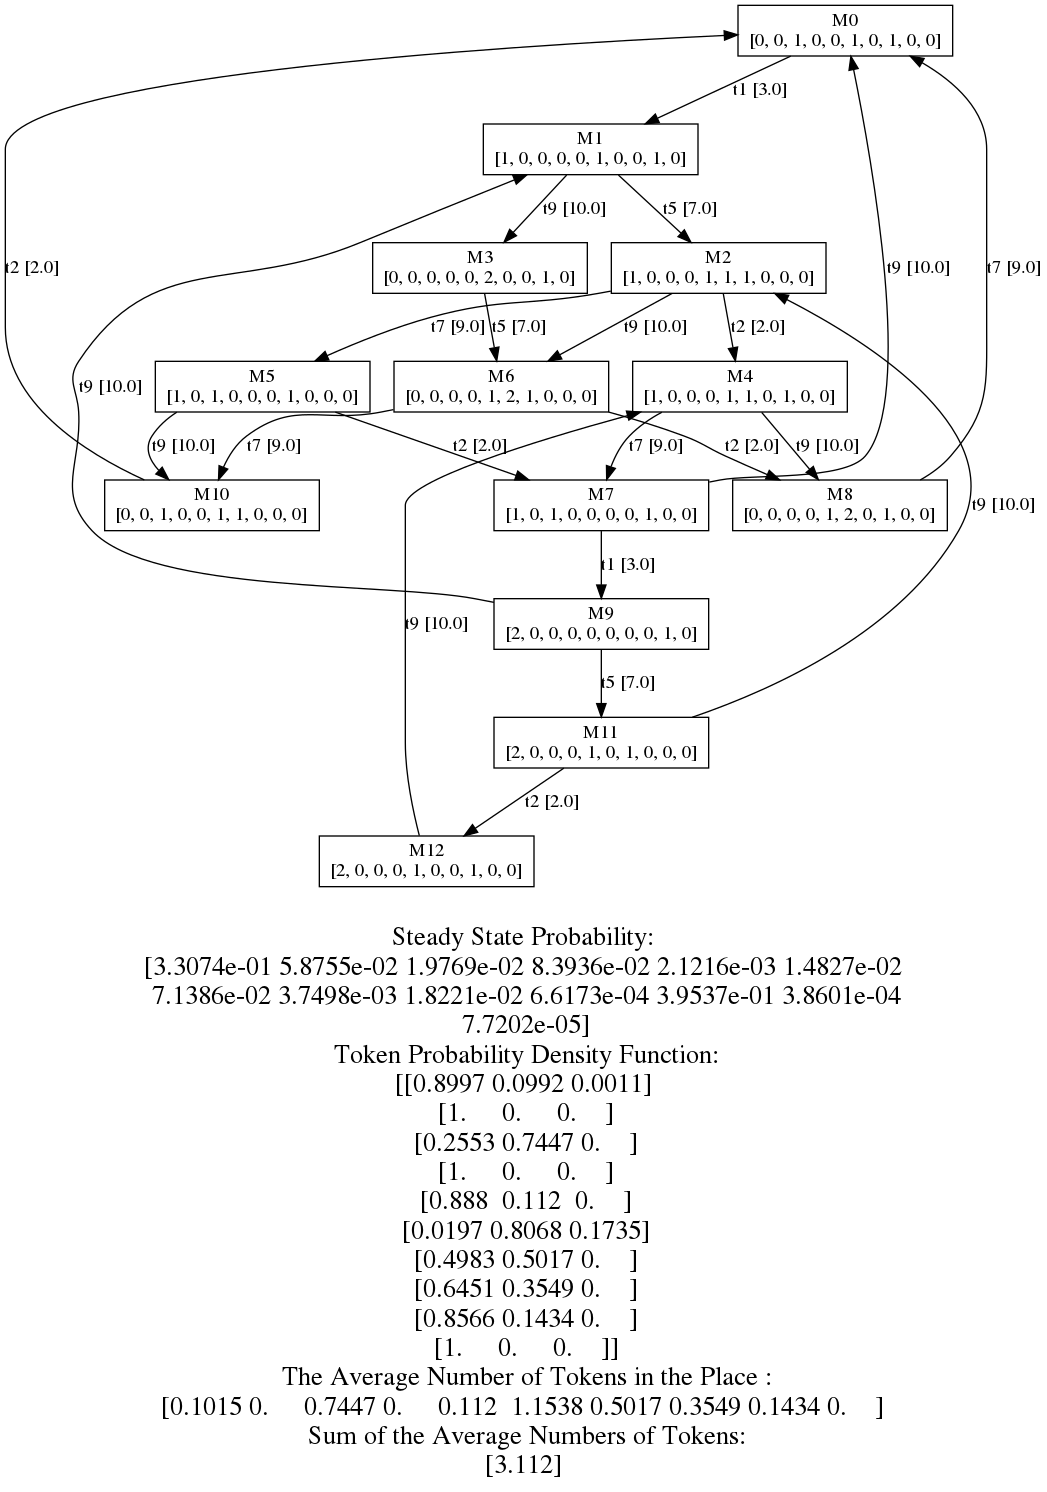 M0
[0, 0, 1, 0, 0, 1, 0, 1, 0, 0]
t1 [3.0]
M1
[1, 0, 0, 0, 0, 1, 0, 0, 1, 0]
t9 [10.0]
t5 [7.0]
M3
[0, 0, 0, 0, 0, 2, 0, 0, 1, 0]
M2
[1, 0, 0, 0, 1, 1, 1, 0, 0, 0]
t2 [2.0]
t9 [10.0]
t7 [9.0]
t7 [9.0]
t5 [7.0]
t9 [10.0]
t2 [2.0]
M5
[1, 0, 1, 0, 0, 0, 1, 0, 0, 0]
M6
[0, 0, 0, 0, 1, 2, 1, 0, 0, 0]
M4
[1, 0, 0, 0, 1, 1, 0, 1, 0, 0]
t9 [10.0]
t9 [10.0]
t7 [9.0]
t2 [2.0]
t7 [9.0]
t2 [2.0]
t9 [10.0]
M10
[0, 0, 1, 0, 0, 1, 1, 0, 0, 0]
M7
[1, 0, 1, 0, 0, 0, 0, 1, 0, 0]
M8
[0, 0, 0, 0, 1, 2, 0, 1, 0, 0]
t9 [10.0]
t1 [3.0]
M9
[2, 0, 0, 0, 0, 0, 0, 0, 1, 0]
t9 [10.0]
t5 [7.0]
M11
[2, 0, 0, 0, 1, 0, 1, 0, 0, 0]
t2 [2.0]
M12
[2, 0, 0, 0, 1, 0, 0, 1, 0, 0]
Steady State Probability:
[3.3074e-01 5.8755e-02 1.9769e-02 8.3936e-02 2.1216e-03 1.4827e-02
7.1386e-02 3.7498e-03 1.8221e-02 6.6173e-04 3.9537e-01 3.8601e-04
7.7202e-05]
Token Probability Density Function:
[[0.8997 0.0992 0.0011]
[1. 0. 0. ]
[0.2553 0.7447 0. ]
[1. 0. 0. ]
[0.888 0.112 0. ]
[0.0197 0.8068 0.1735]
[0.4983 0.5017 0. ]
[0.6451 0.3549 0. ]
[0.8566 0.1434 0. ]
[1. 0. 0. ]]
The Average Number of Tokens in the Place :
[0.1015 0. 0.7447 0. 0.112 1.1538 0.5017 0.3549 0.1434 0. ]
Sum of the Average Numbers of Tokens:
[3.112]